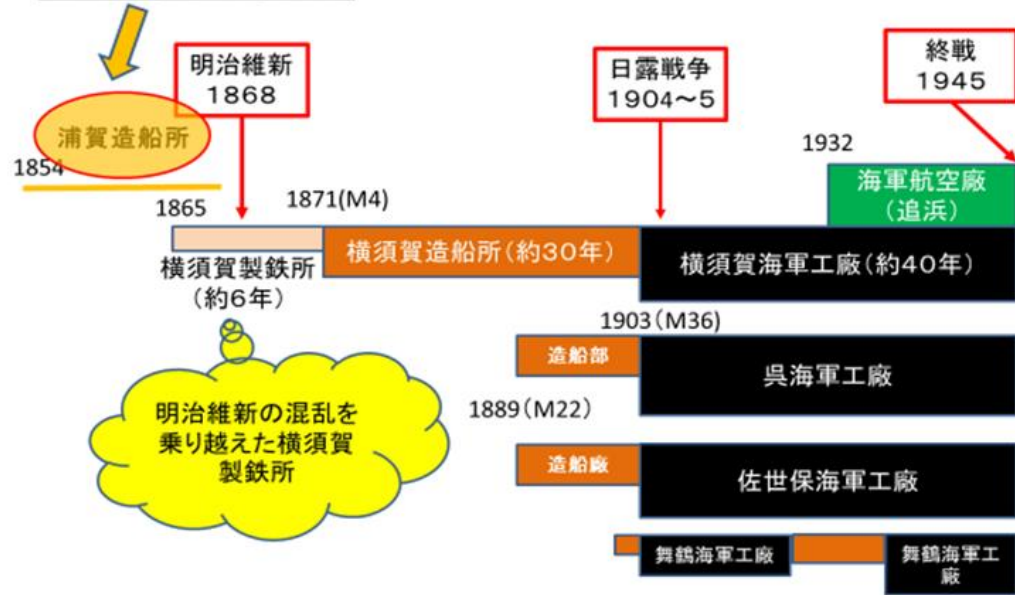 明治維新
1868
日露戦争
1904～5
終戦
1945
浦賀造船所
1854
1932
海軍航空廠
(追浜)
1865
1871(M4)
横須賀製鉄所
(約6年)
横須賀造船所(約30年)
横須賀海軍工廠(約40年)
1903(M36)
造船部
呉海軍工廠
1889(M22)
明治維新の混乱を
乗り越えた横須賀
製鉄所
造船廠
佐世保海軍工廠
舞鶴海軍工廠
舞鶴海軍工
廠